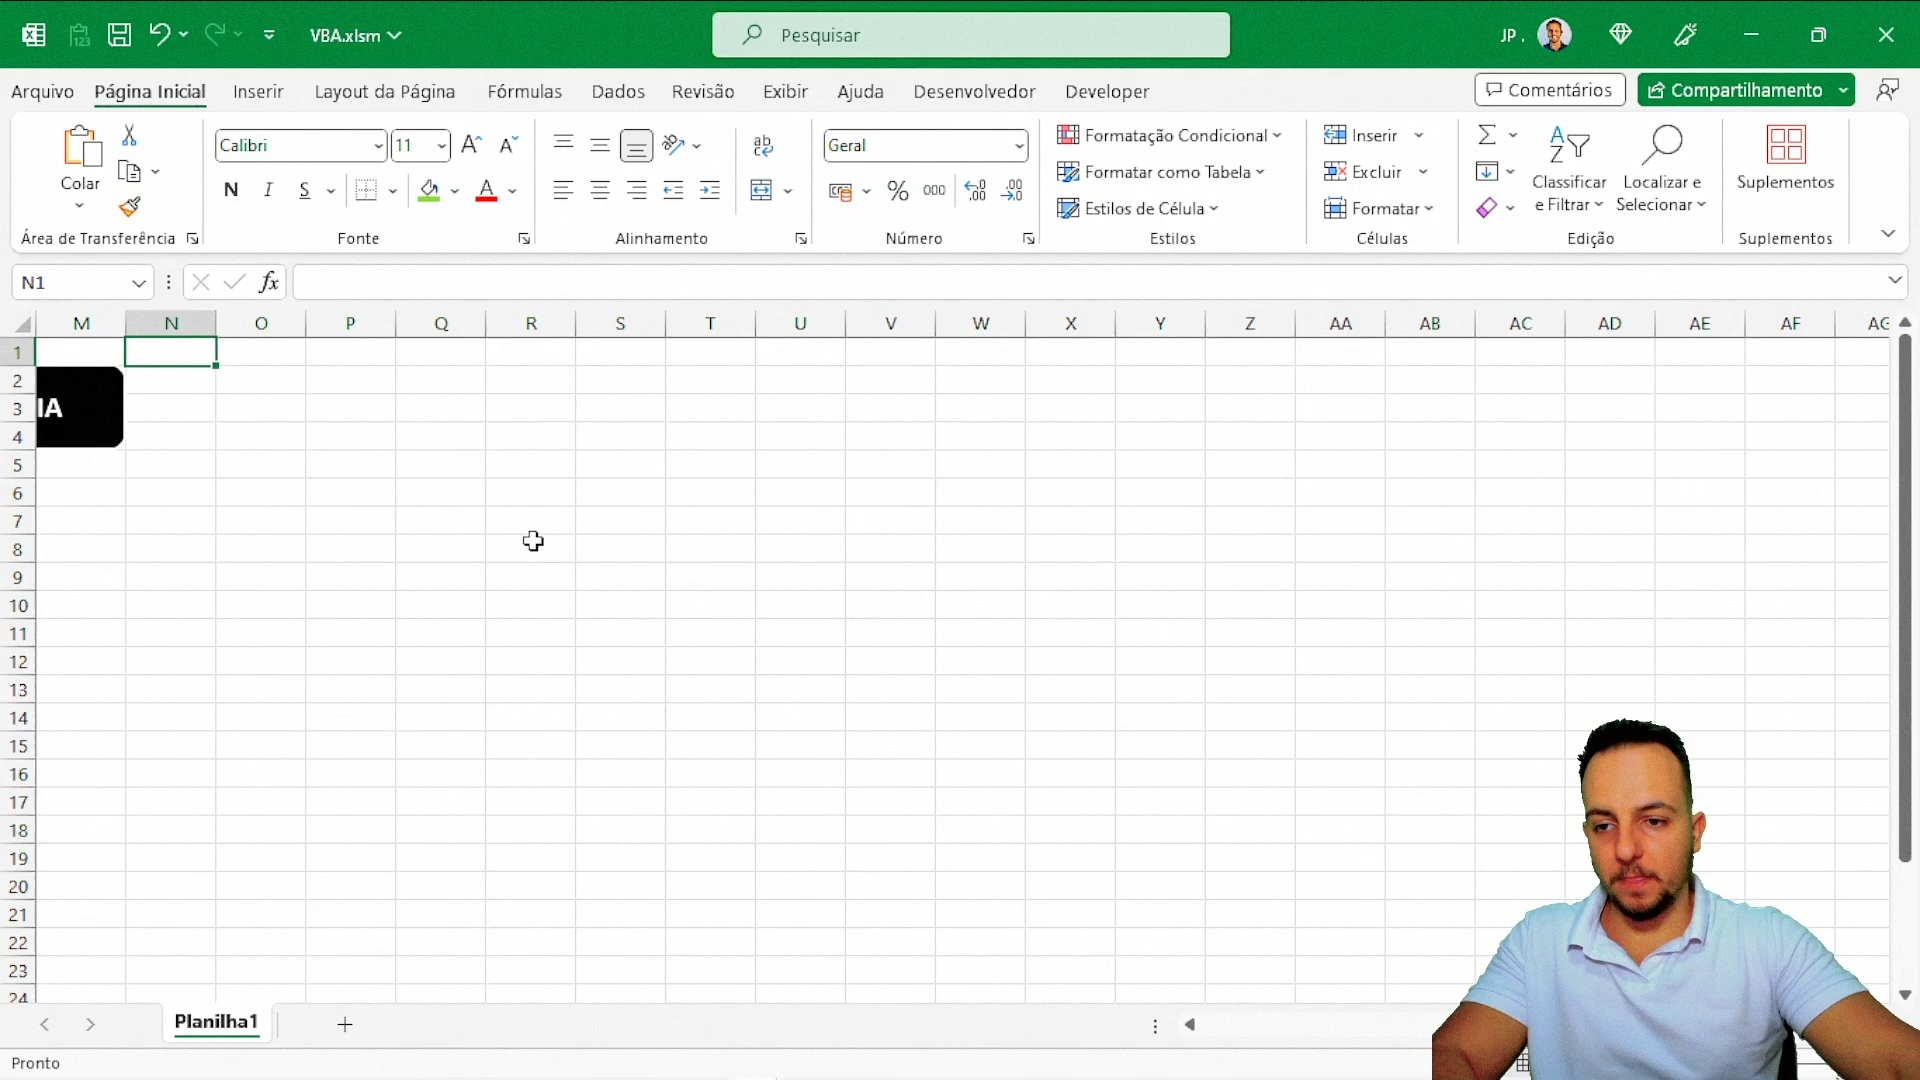 VBA.xlsm
Pesquisar
JP .
Arquivo Página Inicial Inserir Layout da Página Fórmulas Dados Revisão Exibir Ajuda Desenvolvedor Developer
Comentários Compartilhamento
Colar
Área de Transferência
Calibri 11
N I S A
Fonte
ab
Alinhamento
Geral
% 000
Número
Formatação Condicional
Formatar como Tabela
Estilos de Célula
Estilos
Inserir
Excluir
Formatar
Células
Classificar e Filtrar
Localizar e Selecionar
Edição
Suplementos
Suplementos
N1 fx
M N O P Q R S T U V W X Y Z AA AB AC AD AE AF AG
1
2
3 IA
4
5
6
7
8
9
10
11
12
13
14
15
16
17
18
19
20
21
22
23
24
Planilha1
Pronto